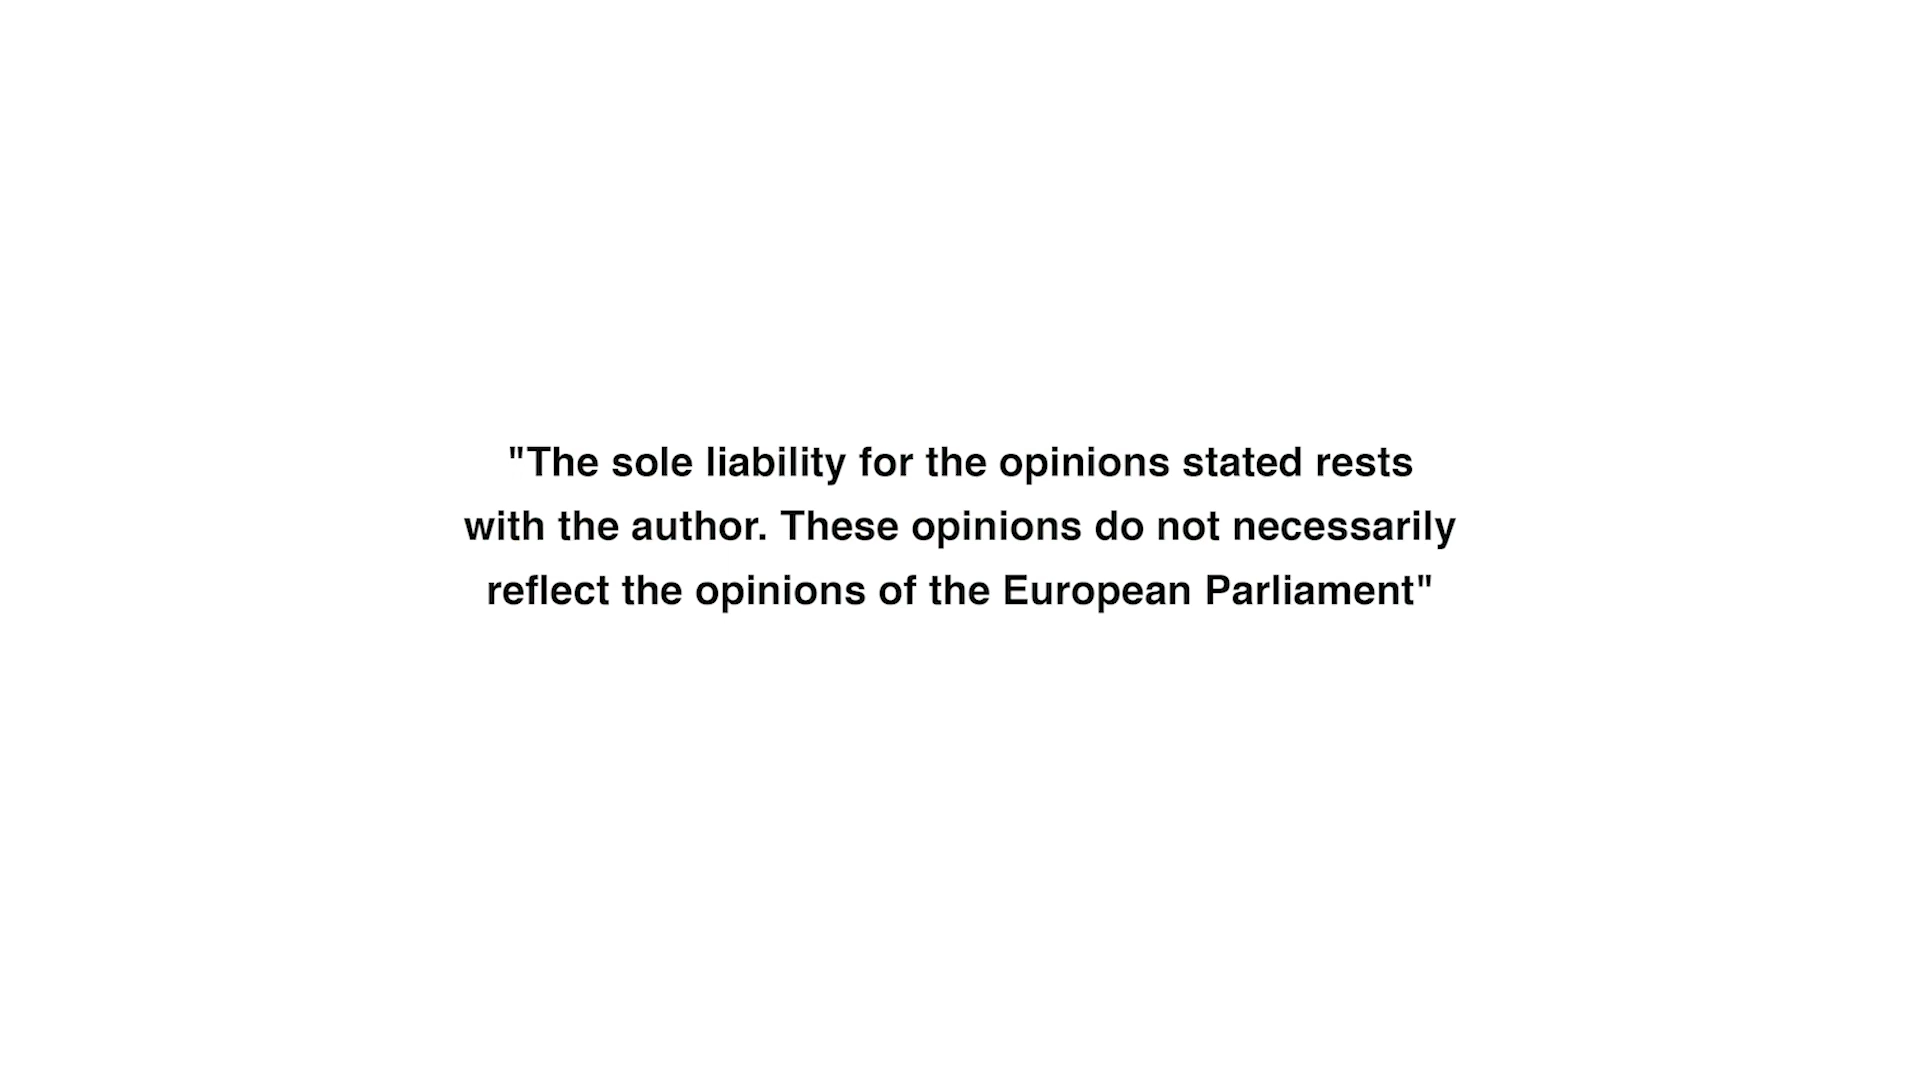 "The sole liability for the opinions stated rests
with the author. These opinions do not necessarily
reflect the opinions of the European Parliament"